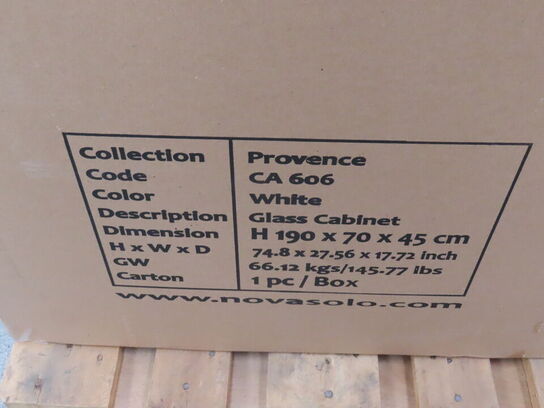 Collection Provence
Code CA 606
Color White
Description Glass Cabinet
Dimension H 190 x 70 x 45 cm
H x W x D 74.8 x 27.56 x 17.72 inch
GW 66.12 kgs/145.77 lbs
Carton 1 pc / Box
www.novasolo.com